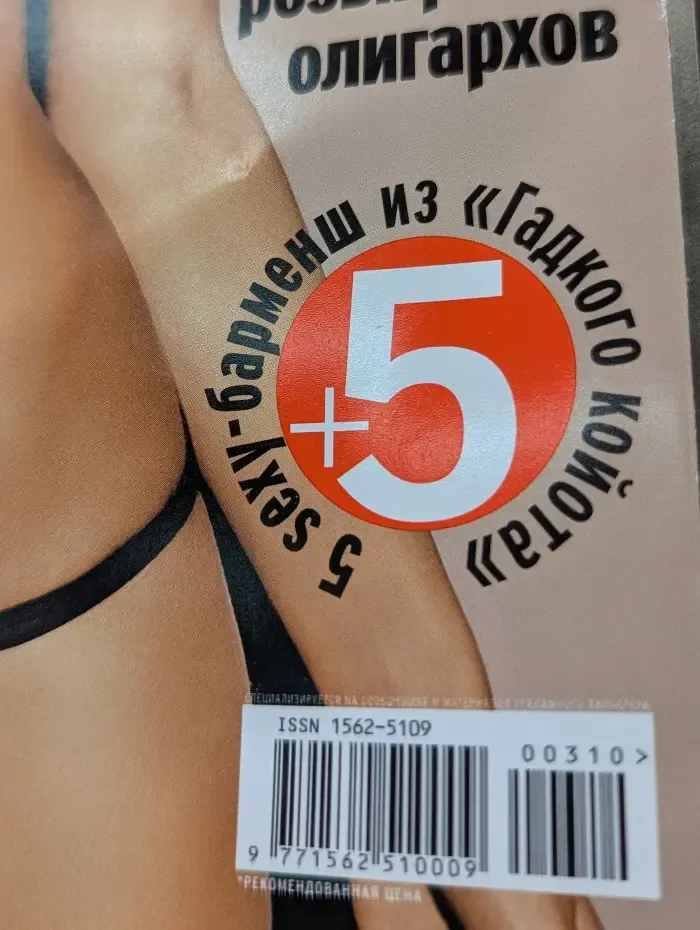 олигархов
5 sexy-барменш из «Гадкого койота»
+5
ISSN 1562-5109
00310>
9 771562 510009
*РЕКОМЕНДОВАННАЯ ЦЕНА